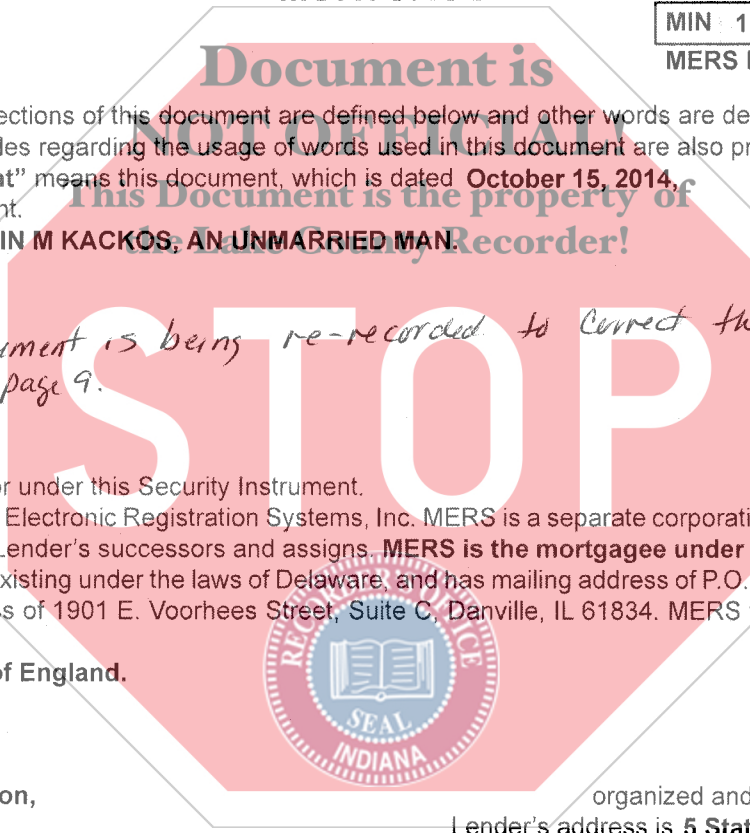 MIN 1
MERS
Document is
ections of this document are defined below and other words are de
NOT OFFICIAL!
les regarding the usage of words used in this document are also pr
nt" means this document, which is dated October 15, 2014,
This Document is the property of
nt.
IN M KACKOS, AN UNMARRIED MAN.
the Lake County Recorder!
ument is being re-recorded to Correct th
page 9.
STOP
r under this Security Instrument.
Electronic Registration Systems, Inc. MERS is a separate corporati
Lender's successors and assigns. MERS is the mortgagee under
xisting under the laws of Delaware, and has mailing address of P.O.
ss of 1901 E. Voorhees Street, Suite C, Danville, IL 61834. MERS
RECORDER'S OFFICE
of England.
SEAL
INDIANA
on,
organized and
Lender's address is 5 Stat